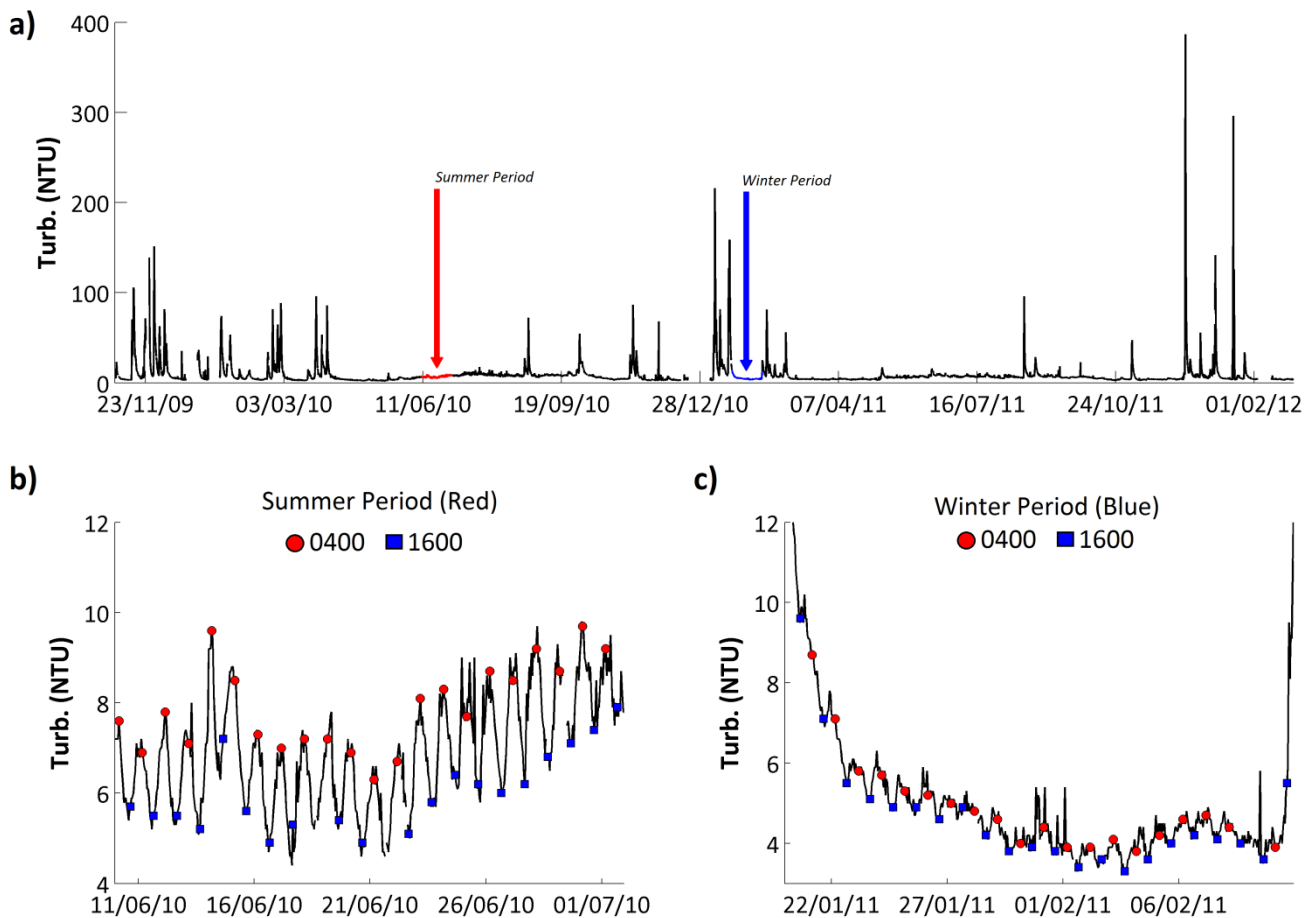 a)
400
300
200
100
0
Turb. (NTU)
Summer Period
Winter Period
23/11/09 03/03/10 11/06/10 19/09/10 28/12/10 07/04/11 16/07/11 24/10/11 01/02/12
b)
Summer Period (Red)
0400 1600
12
10
8
6
4
Turb. (NTU)
11/06/10 16/06/10 21/06/10 26/06/10 01/07/10
c)
Winter Period (Blue)
0400 1600
12
10
8
6
4
Turb. (NTU)
22/01/11 27/01/11 01/02/11 06/02/11